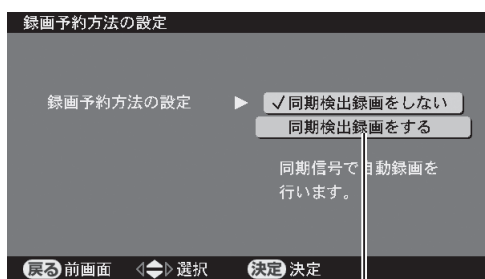 録画予約方法の設定
録画予約方法の設定 ▶ ✓同期検出録画をしない
同期検出録画をする
同期信号で自動録画を
行います。
戻る 前画面 選択 決定 決定